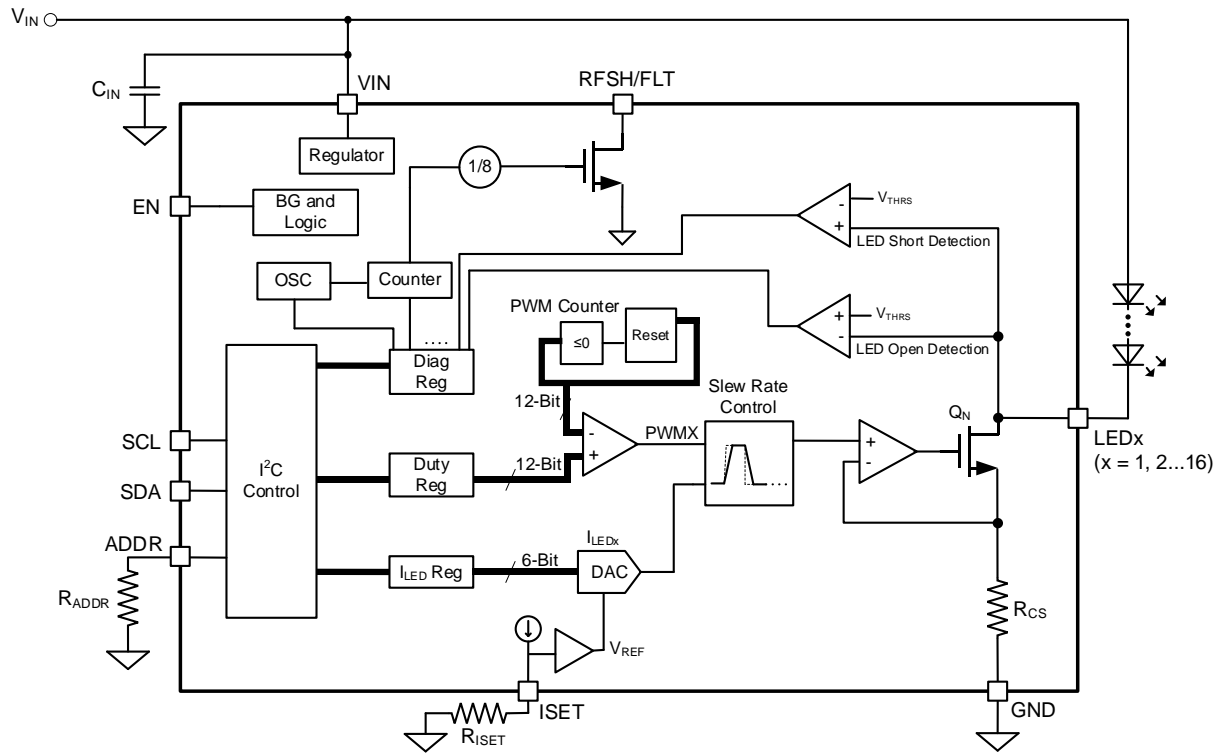 VIN
CIN
VIN
RFSH/FLT
Regulator
1/8
EN
BG and
Logic
-
VTHRS
+
LED Short Detection
OSC
Counter
PWM Counter
≤0
Reset
+
VTHRS
-
LED Open Detection
....
Diag
Reg
12-Bit
Slew Rate
Control
QN
-
+
PWMX
+
-
LEDx
(x = 1, 2...16)
SCL
I²C
Control
Duty
Reg
12-Bit
SDA
ADDR
ILEDx
ILED Reg
6-Bit
DAC
RADDR
RCS
VREF
ISET
GND
RISET